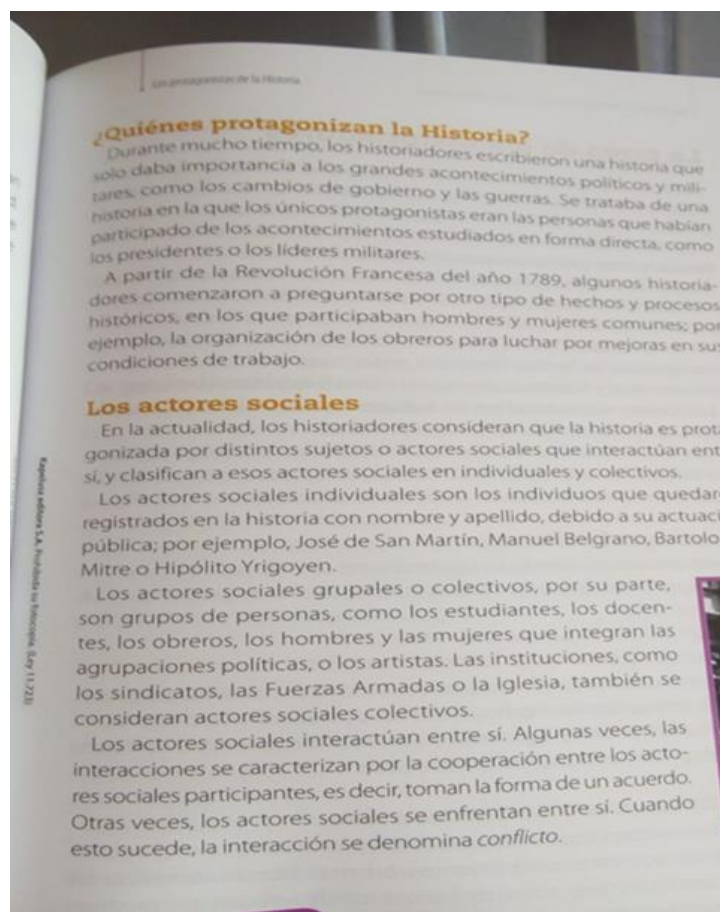 Los protagonistas de la Historia
¿Quiénes protagonizan la Historia?
Durante mucho tiempo, los historiadores escribieron una historia que
solo daba importancia a los grandes acontecimientos políticos y mili-
tares, como los cambios de gobierno y las guerras. Se trataba de una
historia en la que los únicos protagonistas eran las personas que habían
participado de los acontecimientos estudiados en forma directa, como
los presidentes o los líderes militares.
A partir de la Revolución Francesa del año 1789, algunos historia-
dores comenzaron a preguntarse por otro tipo de hechos y procesos
históricos, en los que participaban hombres y mujeres comunes; por
ejemplo, la organización de los obreros para luchar por mejoras en sus
condiciones de trabajo.
Los actores sociales
En la actualidad, los historiadores consideran que la historia es prota
gonizada por distintos sujetos o actores sociales que interactúan ent
sí, y clasifican a esos actores sociales en individuales y colectivos.
Los actores sociales individuales son los individuos que quedar
registrados en la historia con nombre y apellido, debido a su actuaci
pública; por ejemplo, José de San Martín, Manuel Belgrano, Bartolo
Mitre o Hipólito Yrigoyen.
Los actores sociales grupales o colectivos, por su parte,
son grupos de personas, como los estudiantes, los docen-
tes, los obreros, los hombres y las mujeres que integran las
agrupaciones políticas, o los artistas. Las instituciones, como
los sindicatos, las Fuerzas Armadas o la Iglesia, también se
consideran actores sociales colectivos.
Los actores sociales interactúan entre sí. Algunas veces, las
interacciones se caracterizan por la cooperación entre los acto-
res sociales participantes, es decir, toman la forma de un acuerdo.
Otras veces, los actores sociales se enfrentan entre sí. Cuando
esto sucede, la interacción se denomina conflicto.
Kapelusz editora S.A. Prohibida su fotocopia. (Ley 11.723)